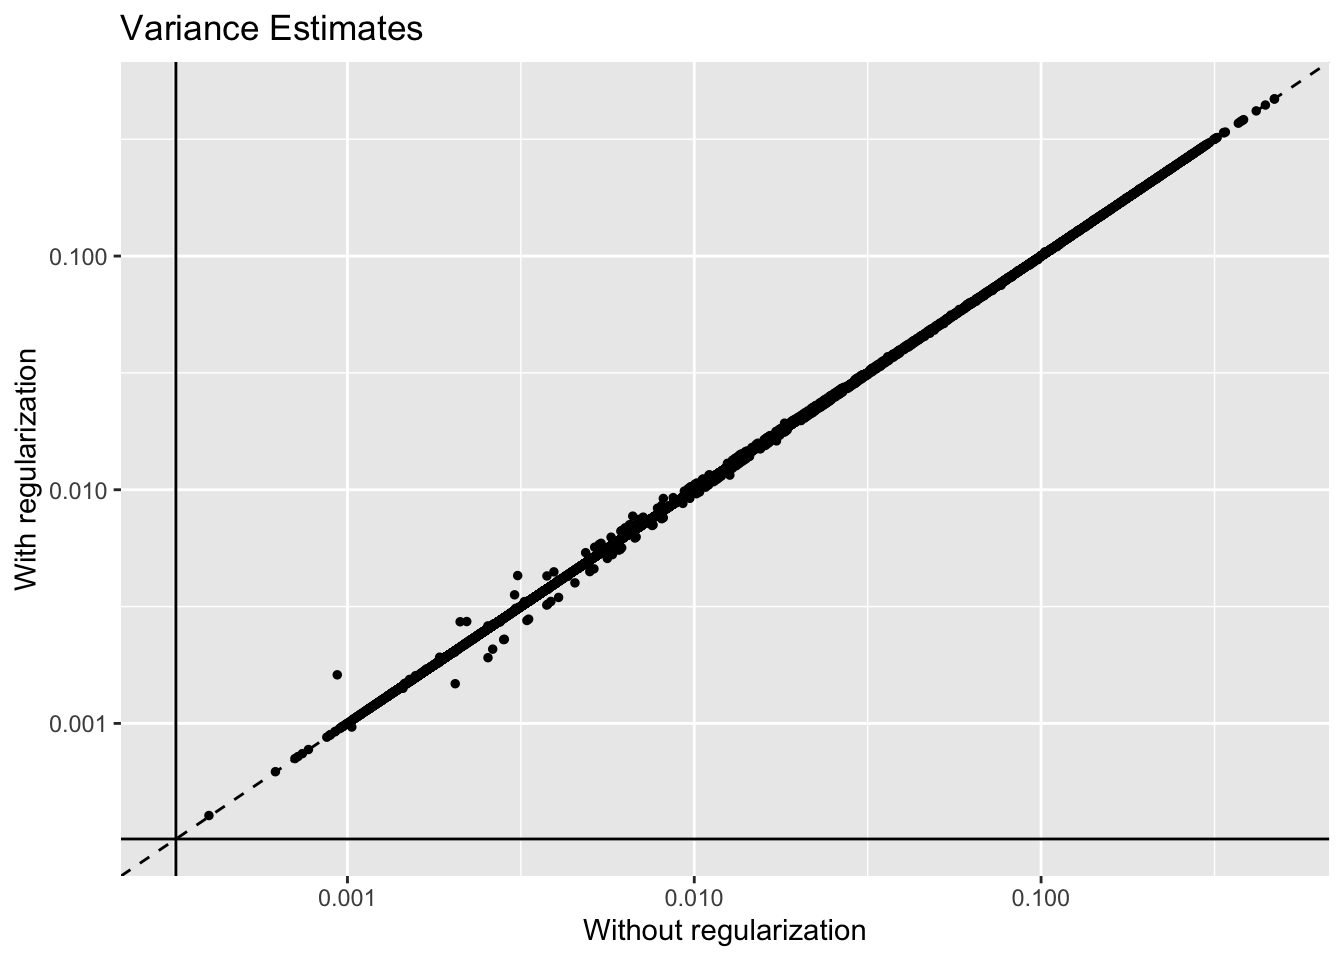 Variance Estimates
With regularization
0.100
0.010
0.001
0.001 0.010 0.100
Without regularization